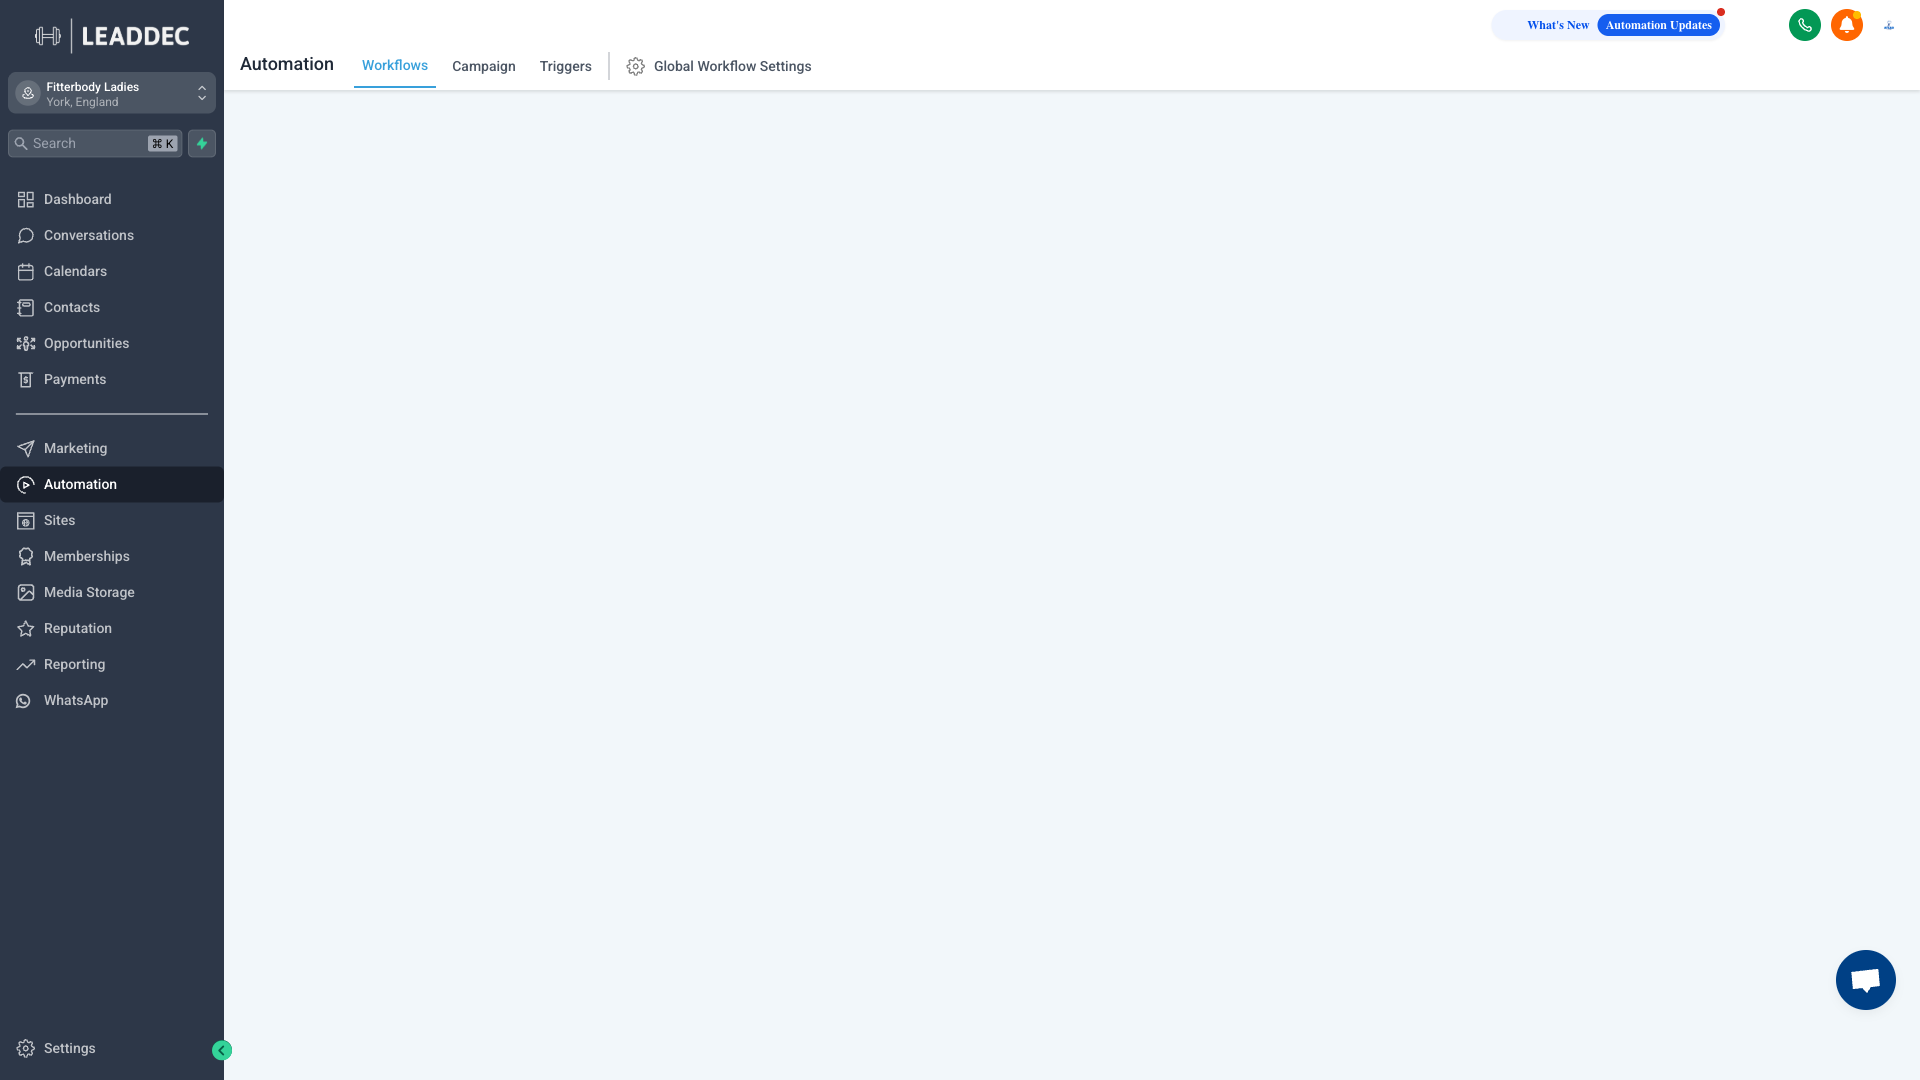 LEADDEC
Fitterbody Ladies
York, England
Search
⌘ K
Dashboard
Conversations
Calendars
Contacts
Opportunities
Payments
Marketing
Automation
Sites
Memberships
Media Storage
Reputation
Reporting
WhatsApp
Settings
What's New Automation Updates
Automation Workflows Campaign Triggers Global Workflow Settings